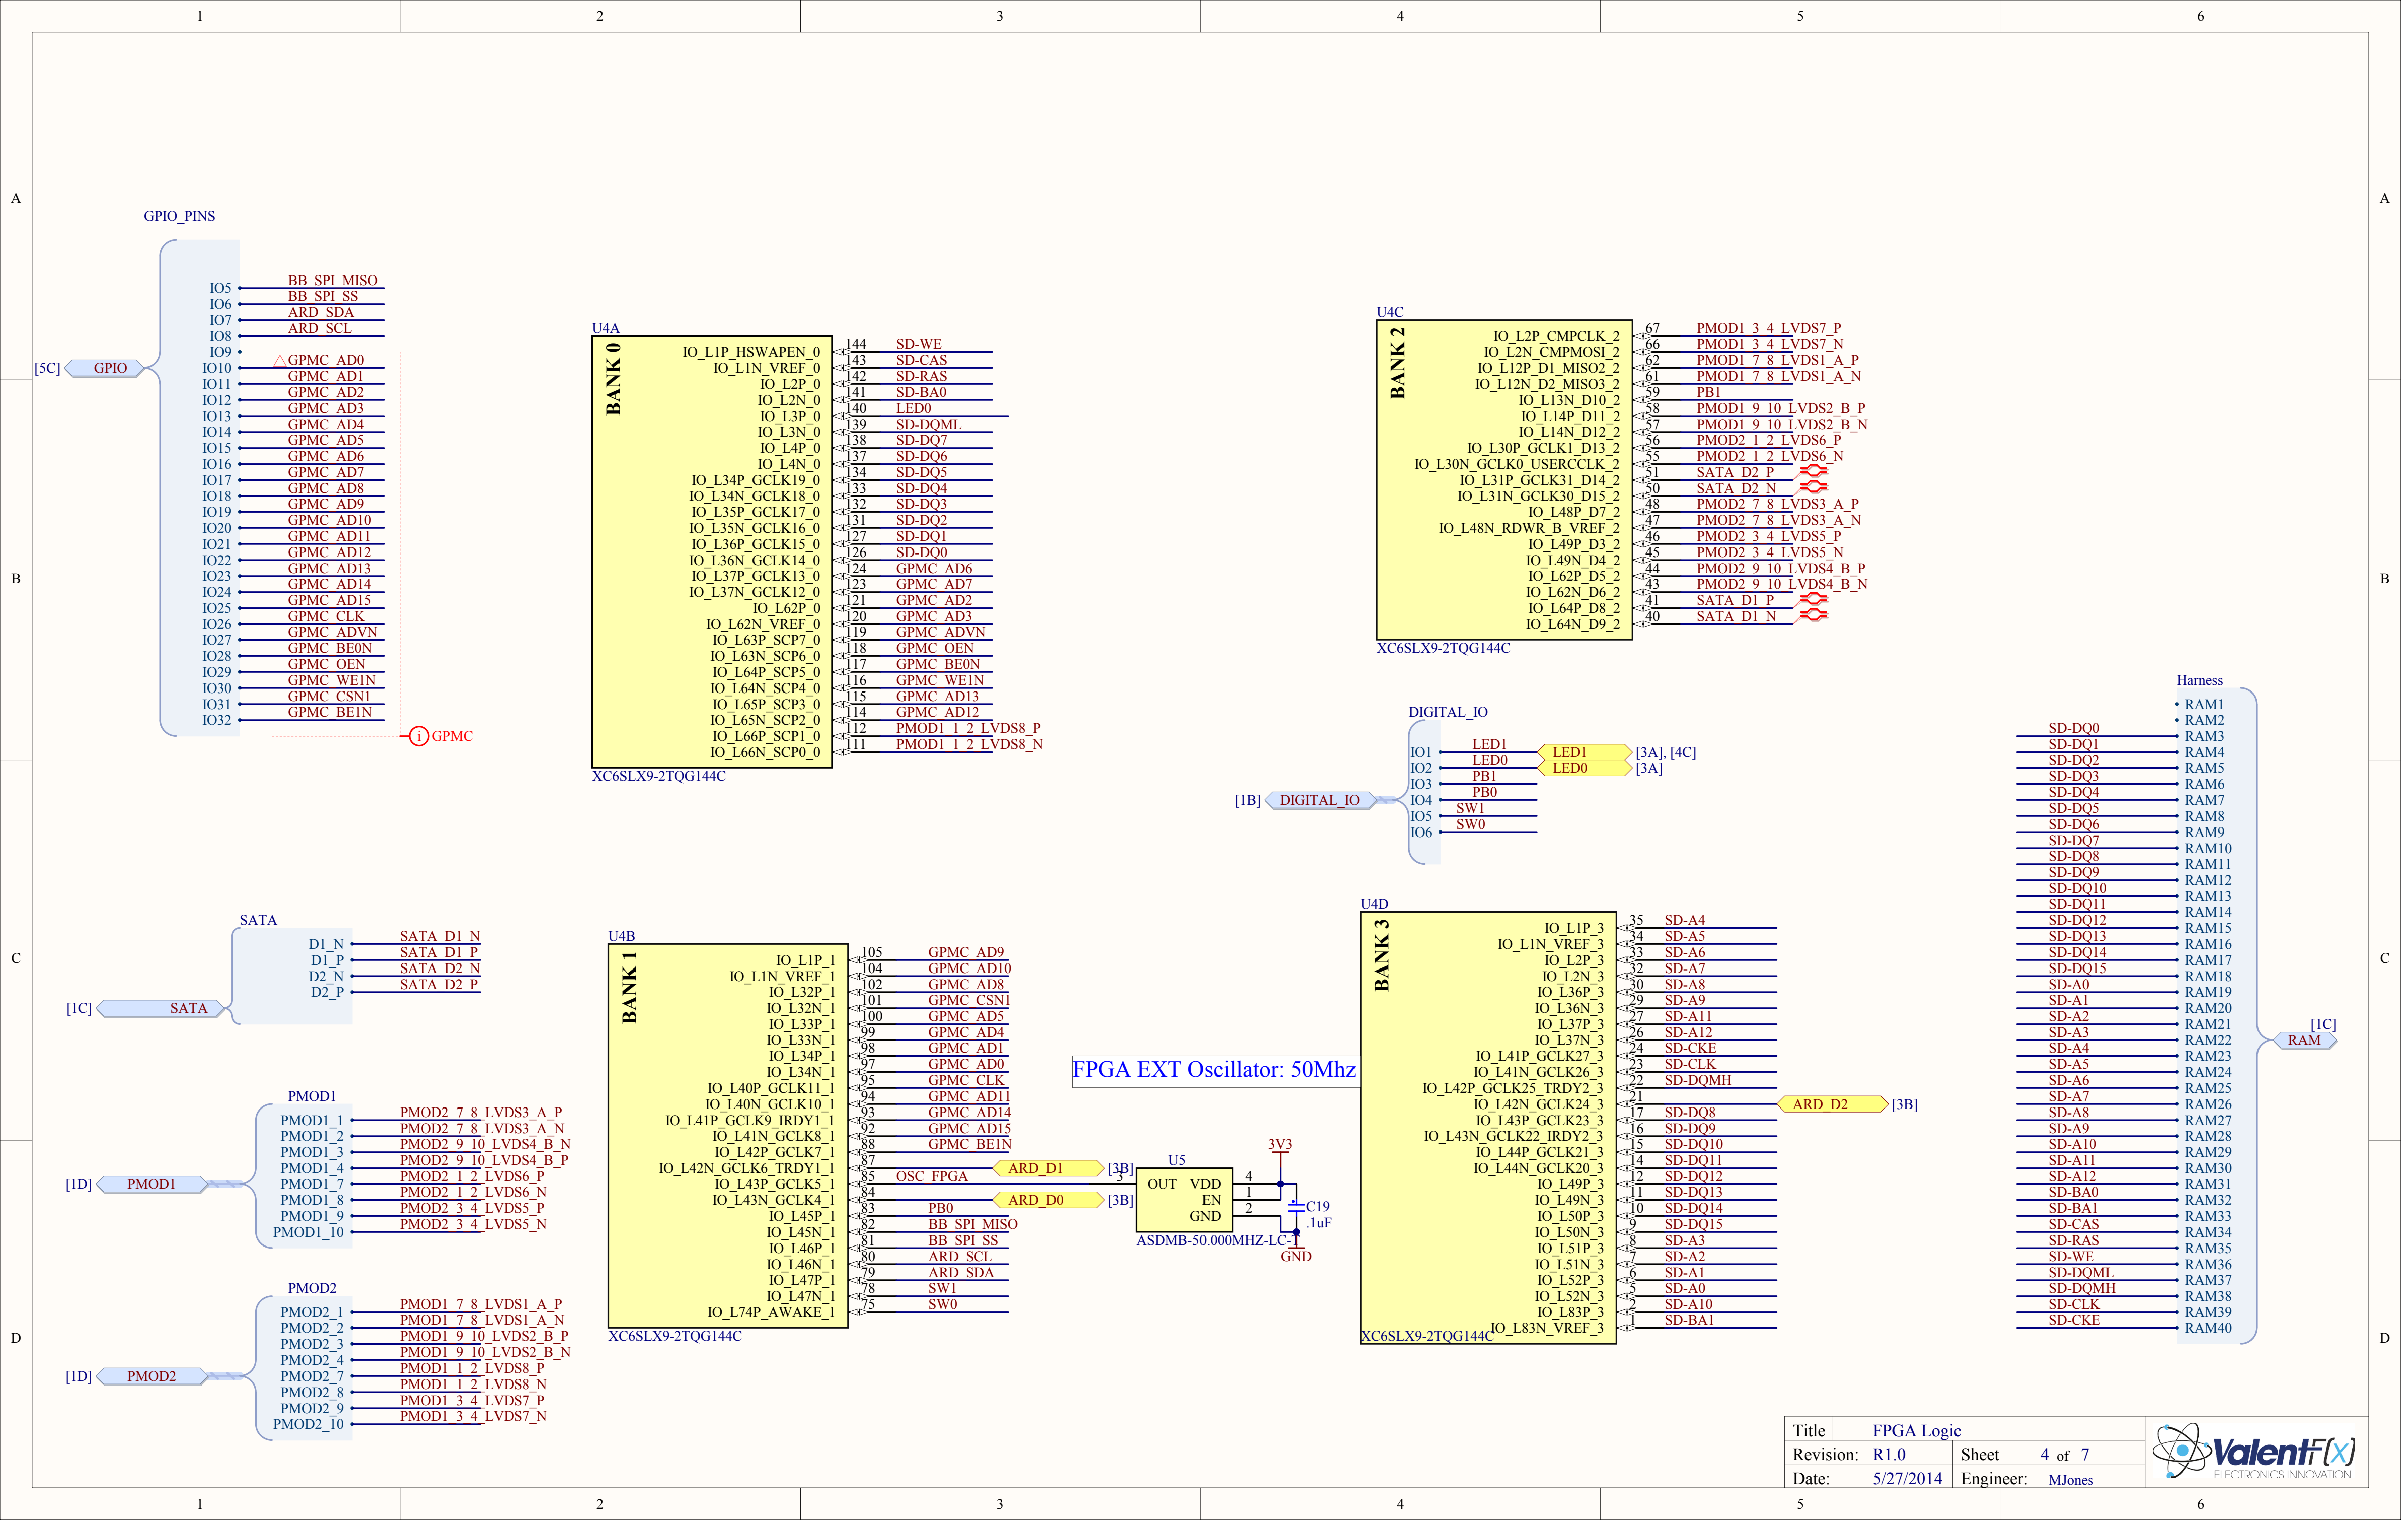 1 2 3 4 5 6
A A
B B
C C
D D
GPIO_PINS
IO5 BB_SPI_MISO
IO6 BB_SPI_SS
IO7 ARD_SDA
IO8 ARD_SCL
IO9
IO10 GPMC_AD0
IO11 GPMC_AD1
IO12 GPMC_AD2
IO13 GPMC_AD3
IO14 GPMC_AD4
IO15 GPMC_AD5
IO16 GPMC_AD6
IO17 GPMC_AD7
IO18 GPMC_AD8
IO19 GPMC_AD9
IO20 GPMC_AD10
IO21 GPMC_AD11
IO22 GPMC_AD12
IO23 GPMC_AD13
IO24 GPMC_AD14
IO25 GPMC_AD15
IO26 GPMC_CLK
IO27 GPMC_ADVN
IO28 GPMC_BE0N
IO29 GPMC_OEN
IO30 GPMC_WE1N
IO31 GPMC_CSN1
IO32 GPMC_BE1N
[5C] GPIO
i GPMC
U4A
BANK 0
IO_L1P_HSWAPEN_0 144 SD-WE
IO_L1N_VREF_0 143 SD-CAS
IO_L2P_0 142 SD-RAS
IO_L2N_0 141 SD-BA0
IO_L3P_0 140 LED0
IO_L3N_0 139 SD-DQML
IO_L4P_0 138 SD-DQ7
IO_L4N_0 137 SD-DQ6
IO_L34P_GCLK19_0 134 SD-DQ5
IO_L34N_GCLK18_0 133 SD-DQ4
IO_L35P_GCLK17_0 132 SD-DQ3
IO_L35N_GCLK16_0 131 SD-DQ2
IO_L36P_GCLK15_0 127 SD-DQ1
IO_L36N_GCLK14_0 126 SD-DQ0
IO_L37P_GCLK13_0 124 GPMC_AD6
IO_L37N_GCLK12_0 123 GPMC_AD7
IO_L62P_0 121 GPMC_AD2
IO_L62N_VREF_0 120 GPMC_AD3
IO_L63P_SCP7_0 119 GPMC_ADVN
IO_L63N_SCP6_0 118 GPMC_OEN
IO_L64P_SCP5_0 117 GPMC_BE0N
IO_L64N_SCP4_0 116 GPMC_WE1N
IO_L65P_SCP3_0 115 GPMC_AD13
IO_L65N_SCP2_0 114 GPMC_AD12
IO_L66P_SCP1_0 112 PMOD1_1_2_LVDS8_P
IO_L66N_SCP0_0 111 PMOD1_1_2_LVDS8_N
XC6SLX9-2TQG144C
U4C
BANK 2
IO_L2P_CMPCLK_2 67 PMOD1_3_4_LVDS7_P
IO_L2N_CMPMOSI_2 66 PMOD1_3_4_LVDS7_N
IO_L12P_D1_MISO2_2 62 PMOD1_7_8_LVDS1_A_P
IO_L12N_D2_MISO3_2 61 PMOD1_7_8_LVDS1_A_N
IO_L13N_D10_2 59 PB1
IO_L14P_D11_2 58 PMOD1_9_10_LVDS2_B_P
IO_L14N_D12_2 57 PMOD1_9_10_LVDS2_B_N
IO_L30P_GCLK1_D13_2 56 PMOD2_1_2_LVDS6_P
IO_L30N_GCLK0_USERCCLK_2 55 PMOD2_1_2_LVDS6_N
IO_L31P_GCLK31_D14_2 51 SATA_D2_P
IO_L31N_GCLK30_D15_2 50 SATA_D2_N
IO_L48P_D7_2 48 PMOD2_7_8_LVDS3_A_P
IO_L48N_RDWR_B_VREF_2 47 PMOD2_7_8_LVDS3_A_N
IO_L49P_D3_2 46 PMOD2_3_4_LVDS5_P
IO_L49N_D4_2 45 PMOD2_3_4_LVDS5_N
IO_L62P_D5_2 44 PMOD2_9_10_LVDS4_B_P
IO_L62N_D6_2 43 PMOD2_9_10_LVDS4_B_N
IO_L64P_D8_2 41 SATA_D1_P
IO_L64N_D9_2 40 SATA_D1_N
XC6SLX9-2TQG144C
DIGITAL_IO
IO1 LED1 LED1 [3A], [4C]
IO2 LED0 LED0 [3A]
IO3 PB1
[1B] DIGITAL_IO IO4 PB0
IO5 SW1
IO6 SW0
Harness
RAM1
RAM2
SD-DQ0 RAM3
SD-DQ1 RAM4
SD-DQ2 RAM5
SD-DQ3 RAM6
SD-DQ4 RAM7
SD-DQ5 RAM8
SD-DQ6 RAM9
SD-DQ7 RAM10
SD-DQ8 RAM11
SD-DQ9 RAM12
SD-DQ10 RAM13
SD-DQ11 RAM14
SD-DQ12 RAM15
SD-DQ13 RAM16
SD-DQ14 RAM17
SD-DQ15 RAM18
SD-A0 RAM19
SD-A1 RAM20
SD-A2 RAM21
SD-A3 RAM22
SD-A4 RAM23
SD-A5 RAM24
SD-A6 RAM25
SD-A7 RAM26
SD-A8 RAM27
SD-A9 RAM28
SD-A10 RAM29
SD-A11 RAM30
SD-A12 RAM31
SD-BA0 RAM32
SD-BA1 RAM33
SD-CAS RAM34
SD-RAS RAM35
SD-WE RAM36
SD-DQML RAM37
SD-DQMH RAM38
SD-CLK RAM39
SD-CKE RAM40
[1C]
RAM
SATA
D1_N SATA_D1_N
D1_P SATA_D1_P
D2_N SATA_D2_N
D2_P SATA_D2_P
[1C] SATA
PMOD1
PMOD1_1 PMOD2_7_8_LVDS3_A_P
PMOD1_2 PMOD2_7_8_LVDS3_A_N
PMOD1_3 PMOD2_9_10_LVDS4_B_N
PMOD1_4 PMOD2_9_10_LVDS4_B_P
PMOD1_7 PMOD2_1_2_LVDS6_P
PMOD1_8 PMOD2_1_2_LVDS6_N
PMOD1_9 PMOD2_3_4_LVDS5_P
PMOD1_10 PMOD2_3_4_LVDS5_N
[1D] PMOD1
PMOD2
PMOD2_1 PMOD1_7_8_LVDS1_A_P
PMOD2_2 PMOD1_7_8_LVDS1_A_N
PMOD2_3 PMOD1_9_10_LVDS2_B_P
PMOD2_4 PMOD1_9_10_LVDS2_B_N
PMOD2_7 PMOD1_1_2_LVDS8_P
PMOD2_8 PMOD1_1_2_LVDS8_N
PMOD2_9 PMOD1_3_4_LVDS7_P
PMOD2_10 PMOD1_3_4_LVDS7_N
[1D] PMOD2
U4B
BANK 1
IO_L1P_1 105 GPMC_AD9
IO_L1N_VREF_1 104 GPMC_AD10
IO_L32P_1 102 GPMC_AD8
IO_L32N_1 101 GPMC_CSN1
IO_L33P_1 100 GPMC_AD5
IO_L33N_1 99 GPMC_AD4
IO_L34P_1 98 GPMC_AD1
IO_L34N_1 97 GPMC_AD0
IO_L40P_GCLK11_1 95 GPMC_CLK
IO_L40N_GCLK10_1 94 GPMC_AD11
IO_L41P_GCLK9_IRDY1_1 93 GPMC_AD14
IO_L41N_GCLK8_1 92 GPMC_AD15
IO_L42P_GCLK7_1 88 GPMC_BE1N
IO_L42N_GCLK6_TRDY1_1 87 ARD_D1 [3B]
IO_L43P_GCLK5_1 85 OSC_FPGA
IO_L43N_GCLK4_1 84 ARD_D0 [3B]
IO_L45P_1 83 PB0
IO_L45N_1 82 BB_SPI_MISO
IO_L46P_1 81 BB_SPI_SS
IO_L46N_1 80 ARD_SCL
IO_L47P_1 79 ARD_SDA
IO_L47N_1 78 SW1
IO_L74P_AWAKE_1 75 SW0
XC6SLX9-2TQG144C
FPGA EXT Oscillator: 50Mhz
3V3
U5
3 OUT VDD 4
EN 1
GND 2
C19
.1uF
ASDMB-50.000MHZ-LC-T
GND
U4D
BANK 3
IO_L1P_3 35 SD-A4
IO_L1N_VREF_3 34 SD-A5
IO_L2P_3 33 SD-A6
IO_L2N_3 32 SD-A7
IO_L36P_3 30 SD-A8
IO_L36N_3 29 SD-A9
IO_L37P_3 27 SD-A11
IO_L37N_3 26 SD-A12
IO_L41P_GCLK27_3 24 SD-CKE
IO_L41N_GCLK26_3 23 SD-CLK
IO_L42P_GCLK25_TRDY2_3 22 SD-DQMH
IO_L42N_GCLK24_3 21 ARD_D2 [3B]
IO_L43P_GCLK23_3 17 SD-DQ8
IO_L43N_GCLK22_IRDY2_3 16 SD-DQ9
IO_L44P_GCLK21_3 15 SD-DQ10
IO_L44N_GCLK20_3 14 SD-DQ11
IO_L49P_3 12 SD-DQ12
IO_L49N_3 11 SD-DQ13
IO_L50P_3 10 SD-DQ14
IO_L50N_3 9 SD-DQ15
IO_L51P_3 8 SD-A3
IO_L51N_3 7 SD-A2
IO_L52P_3 6 SD-A1
IO_L52N_3 5 SD-A0
IO_L83P_3 2 SD-A10
IO_L83N_VREF_3 1 SD-BA1
XC6SLX9-2TQG144C
Title FPGA Logic
Revision: R1.0 Sheet 4 of 7
Date: 5/27/2014 Engineer: MJones
ValentF(x)
ELECTRONICS INNOVATION
1 2 3 4 5 6